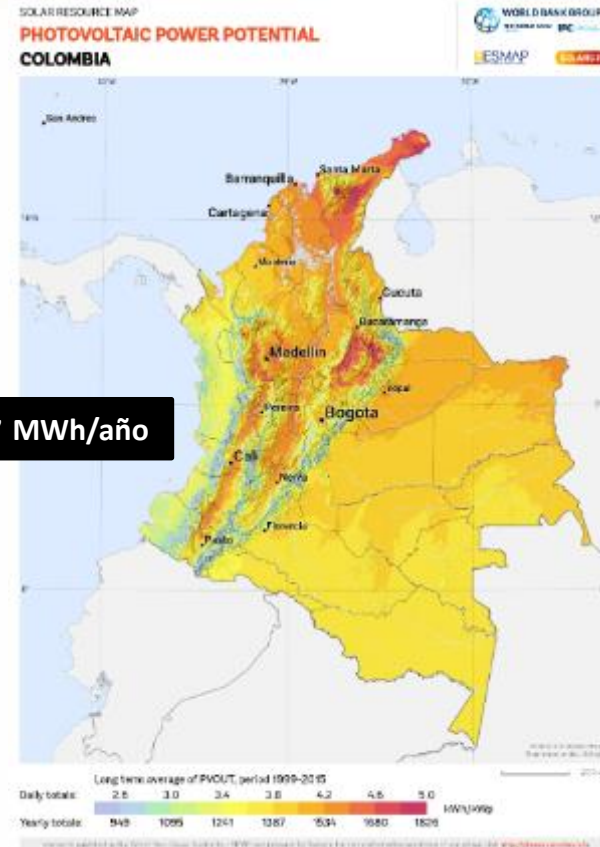 SOLAR RESOURCE MAP
PHOTOVOLTAIC POWER POTENTIAL
COLOMBIA
WORLD BANK GROUP
ESMAP
San Andres
Barranquilla
Santa Marta
Cartagena
Monteria
Cucuta
Bucaramanga
Medellin
Yopal
Pereira
Bogota
MWh/año
Cali
Neiva
Florencia
Pasto
Long term average of PVOUT, period 1999-2015
Daily totals: 2.6 3.0 3.4 3.8 4.2 4.6 5.0
kWh/kWp
Yearly totals: 949 1095 1241 1387 1534 1680 1826